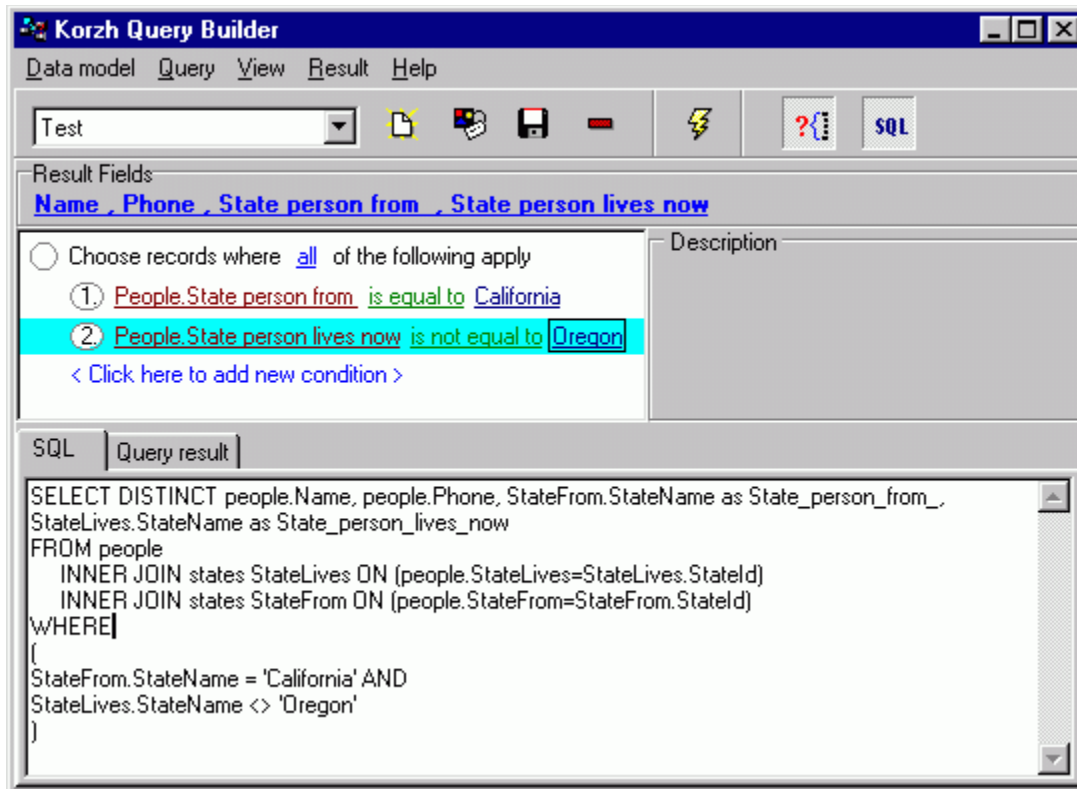 Korzh Query Builder
Data model Query View Result Help
Test
?{ SQL
Result Fields
Name , Phone , State person from , State person lives now
Choose records where all of the following apply
1. People.State person from is equal to California
2. People.State person lives now is not equal to Oregon
< Click here to add new condition >
Description
SQL Query result
SELECT DISTINCT people.Name, people.Phone, StateFrom.StateName as State_person_from_,
StateLives.StateName as State_person_lives_now
FROM people
INNER JOIN states StateLives ON (people.StateLives=StateLives.StateId)
INNER JOIN states StateFrom ON (people.StateFrom=StateFrom.StateId)
WHERE
(
StateFrom.StateName = 'California' AND
StateLives.StateName <> 'Oregon'
)